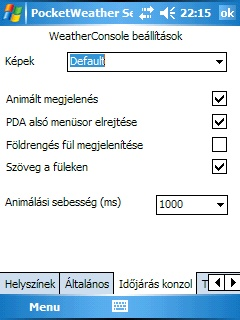 PocketWeather Se 22:15 ok
WeatherConsole beállítások
Képek Default
Animált megjelenés
PDA alsó menüsor elrejtése
Földrengés fül megjelenítése
Szöveg a füleken
Animálási sebesség (ms) 1000
Helyszínek Általános Időjárás konzol T
Menu